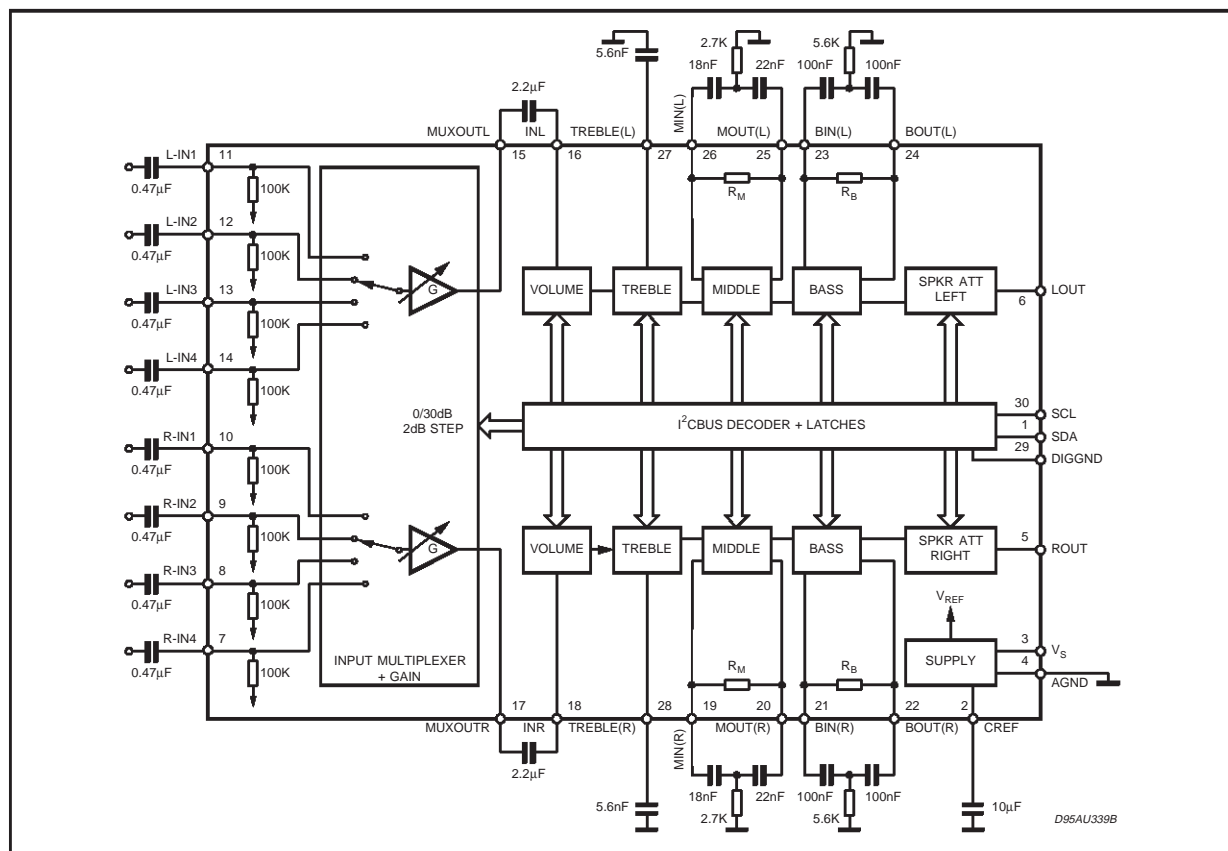 5.6nF
2.7K
18nF
22nF
5.6K
100nF
100nF
2.2µF
MUXOUTL
INL
TREBLE(L)
MIN(L)
MOUT(L)
BIN(L)
BOUT(L)
15
16
27
26
25
23
24
L-IN1
11
0.47µF
100K
L-IN2
12
0.47µF
100K
L-IN3
13
0.47µF
100K
L-IN4
14
0.47µF
100K
G
R_M
R_B
VOLUME
TREBLE
MIDDLE
BASS
SPKR ATT
LEFT
6
LOUT
0/30dB
2dB STEP
I²CBUS DECODER + LATCHES
30
SCL
1
SDA
29
DIGGND
R-IN1
10
0.47µF
100K
R-IN2
9
0.47µF
100K
R-IN3
8
0.47µF
100K
R-IN4
7
0.47µF
100K
G
INPUT MULTIPLEXER
+ GAIN
VOLUME
TREBLE
MIDDLE
BASS
SPKR ATT
RIGHT
5
ROUT
V_REF
SUPPLY
3
V_S
4
AGND
R_M
R_B
17
18
28
19
20
21
22
2
MUXOUTR
INR
TREBLE(R)
MIN(R)
MOUT(R)
BIN(R)
BOUT(R)
CREF
2.2µF
5.6nF
18nF
22nF
2.7K
100nF
100nF
5.6K
10µF
D95AU339B